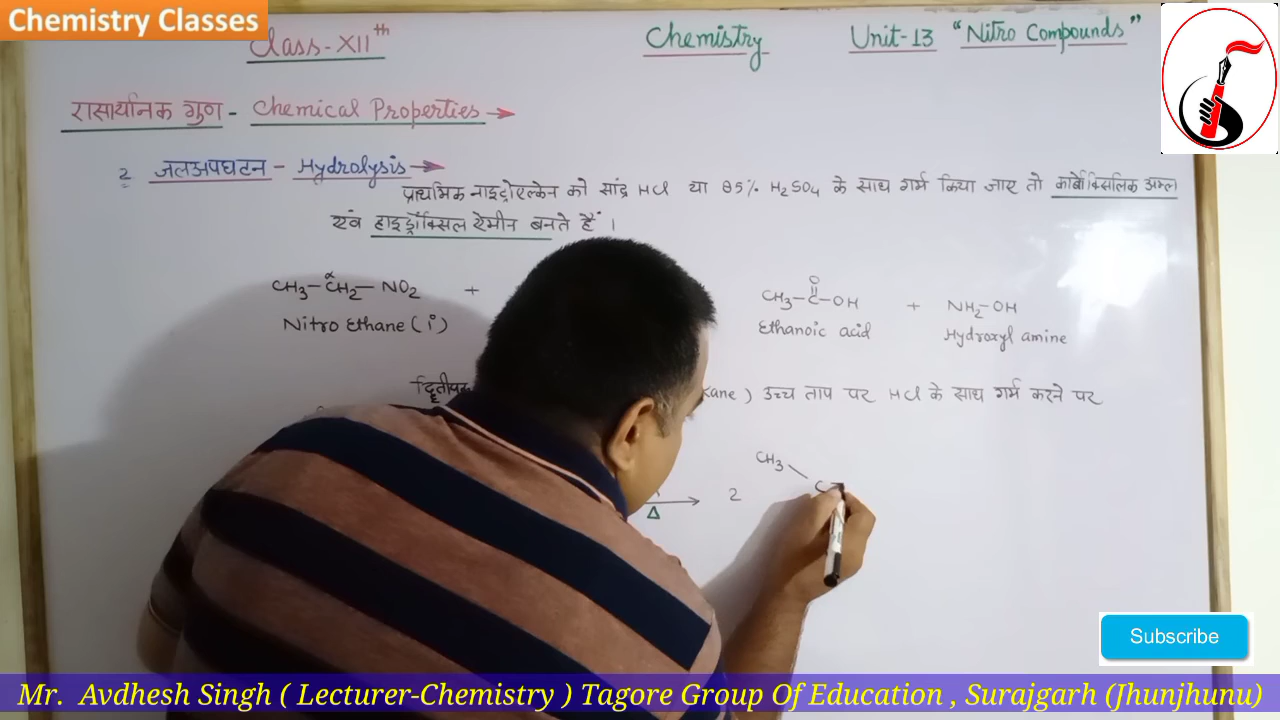 Chemistry Classes
Class-XIIth Chemistry Unit-13 "Nitro Compounds"
रासायनिक गुण - Chemical Properties →
2 जलअपघटन - Hydrolysis →
प्राथमिक नाइट्रोएल्केन को सांद्र HCl या 85% H2SO4 के साथ गर्म किया जाए तो कार्बोक्सिलिक अम्ल
एवं हाइड्रॉक्सिल ऐमीन बनते हैं ।
α O
CH3-CH2-NO2 + CH3-C-OH + NH2-OH
Nitro Ethane (1°) Ethanoic acid Hydroxyl amine
kane ) उच्च ताप पर HCl के साथ गर्म करने पर
CH3
→ 2 C
Δ
Subscribe
Mr. Avdhesh Singh ( Lecturer-Chemistry ) Tagore Group Of Education , Surajgarh (Jhunjhunu)